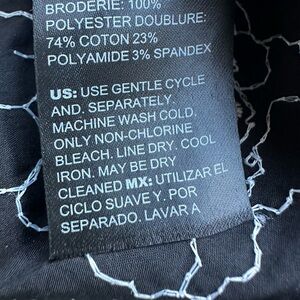 BRODERIE: 100%
POLYESTER DOUBLURE:
74% COTON 23%
POLYAMIDE 3% SPANDEX
US: USE GENTLE CYCLE
AND. SEPARATELY.
MACHINE WASH COLD.
ONLY NON-CHLORINE
BLEACH. LINE DRY. COOL
IRON. MAY BE DRY
CLEANED MX: UTILIZAR EL
CICLO SUAVE Y. POR
SEPARADO. LAVAR A